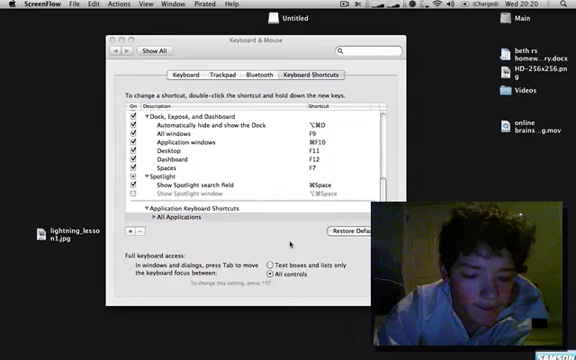 ScreenFlow File Edit Actions View Window Pirated Help (Charged) Wed 20:20
Untitled
Main
Keyboard & Mouse
Show All
beth rs
homew...ry.docx
HD-256x256.pn
g
Keyboard Trackpad Bluetooth Keyboard Shortcuts
Videos
To change a shortcut, double-click the shortcut and hold down the new keys.
On Description Shortcut
Dock, Exposé, and Dashboard
Automatically hide and show the Dock ⌥⌘D
online
All windows F9
brains...g.mov
Application windows ⌘F10
Desktop F11
Dashboard F12
Spaces F7
Spotlight
Show Spotlight search field ⌘Space
Show Spotlight window ⌥⌘Space
Application Keyboard Shortcuts
All Applications
lightning_lesso
n1.jpg
+ −
Restore Defau
Full keyboard access:
In windows and dialogs, press Tab to move
the keyboard focus between:
Text boxes and lists only
All controls
To change this setting, press ^F7.
SAMSON